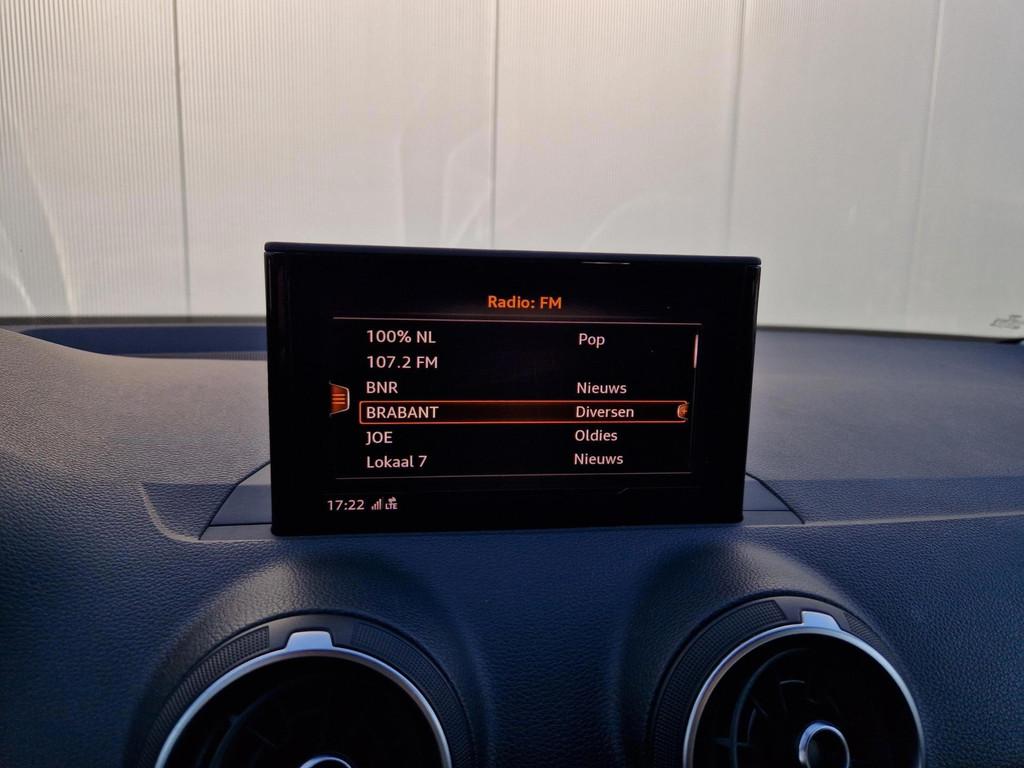 Radio: FM
100% NL Pop
107.2 FM
BNR Nieuws
BRABANT Diversen
JOE Oldies
Lokaal 7 Nieuws
17:22 LTE